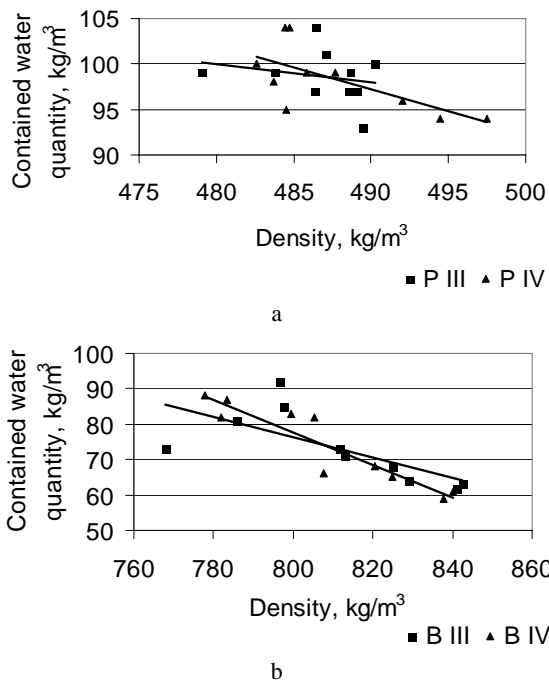 Contained water
quantity, kg/m³
105
100
95
90
475 480 485 490 495 500
Density, kg/m³
P III P IV
a
Contained water
quantity, kg/m³
100
90
80
70
60
50
760 780 800 820 840 860
Density, kg/m³
B III B IV
b